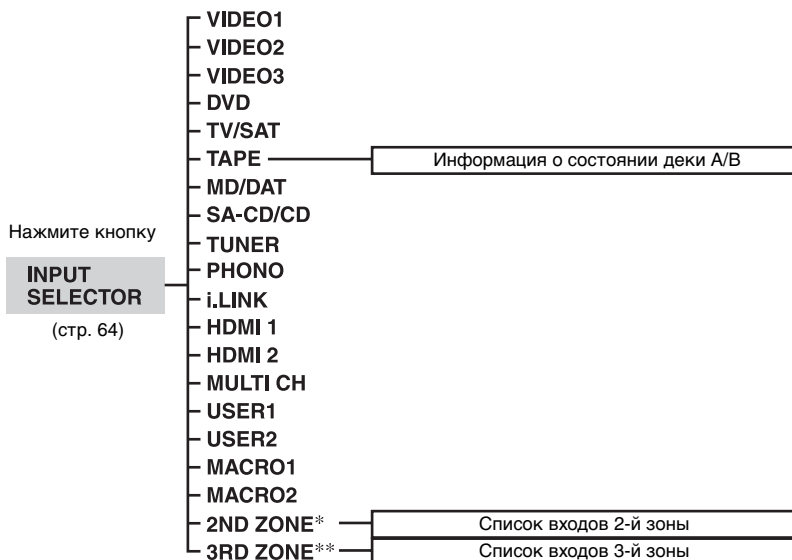 VIDEO1
VIDEO2
VIDEO3
DVD
TV/SAT
TAPE
Информация о состоянии деки A/B
MD/DAT
SA-CD/CD
Нажмите кнопку
TUNER
PHONO
INPUT
SELECTOR
i.LINK
(стр. 64)
HDMI 1
HDMI 2
MULTI CH
USER1
USER2
MACRO1
MACRO2
2ND ZONE*
Список входов 2-й зоны
3RD ZONE**
Список входов 3-й зоны